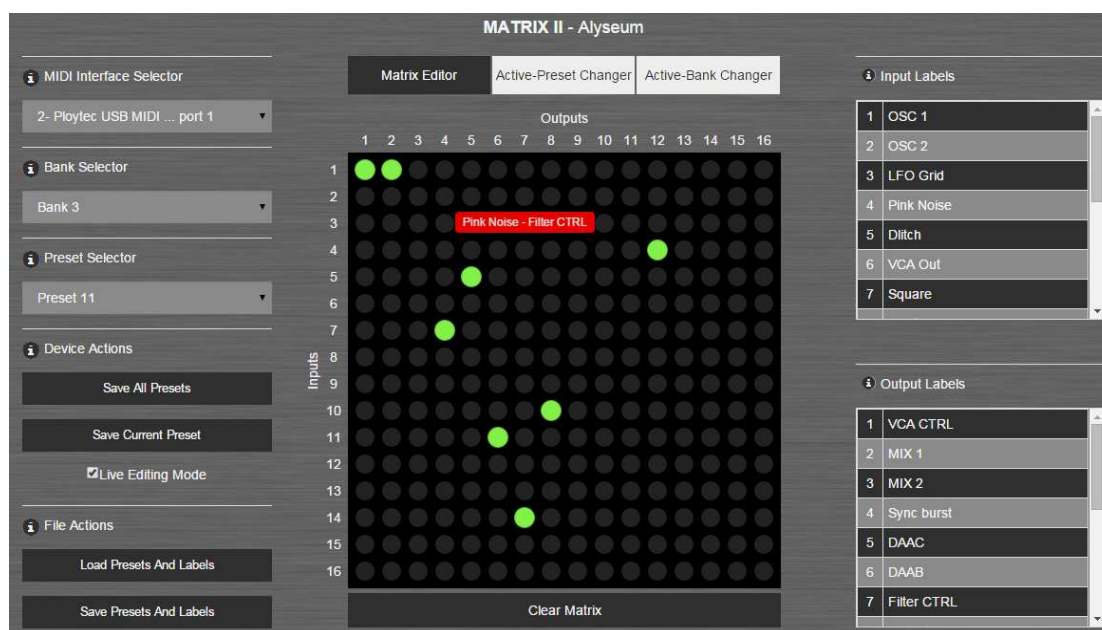 MATRIX II - Alyseum
MIDI Interface Selector
2- Ploytec USB MIDI ... port 1
Bank Selector
Bank 3
Preset Selector
Preset 11
Device Actions
Save All Presets
Save Current Preset
Live Editing Mode
File Actions
Load Presets And Labels
Save Presets And Labels
Matrix Editor
Active-Preset Changer
Active-Bank Changer
Outputs
1 2 3 4 5 6 7 8 9 10 11 12 13 14 15 16
Inputs
1
2
3
4
5
6
7
8
9
10
11
12
13
14
15
16
Pink Noise - Filter CTRL
Clear Matrix
Input Labels
1 OSC 1
2 OSC 2
3 LFO Grid
4 Pink Noise
5 Dlitch
6 VCA Out
7 Square
Output Labels
1 VCA CTRL
2 MIX 1
3 MIX 2
4 Sync burst
5 DAAC
6 DAAB
7 Filter CTRL